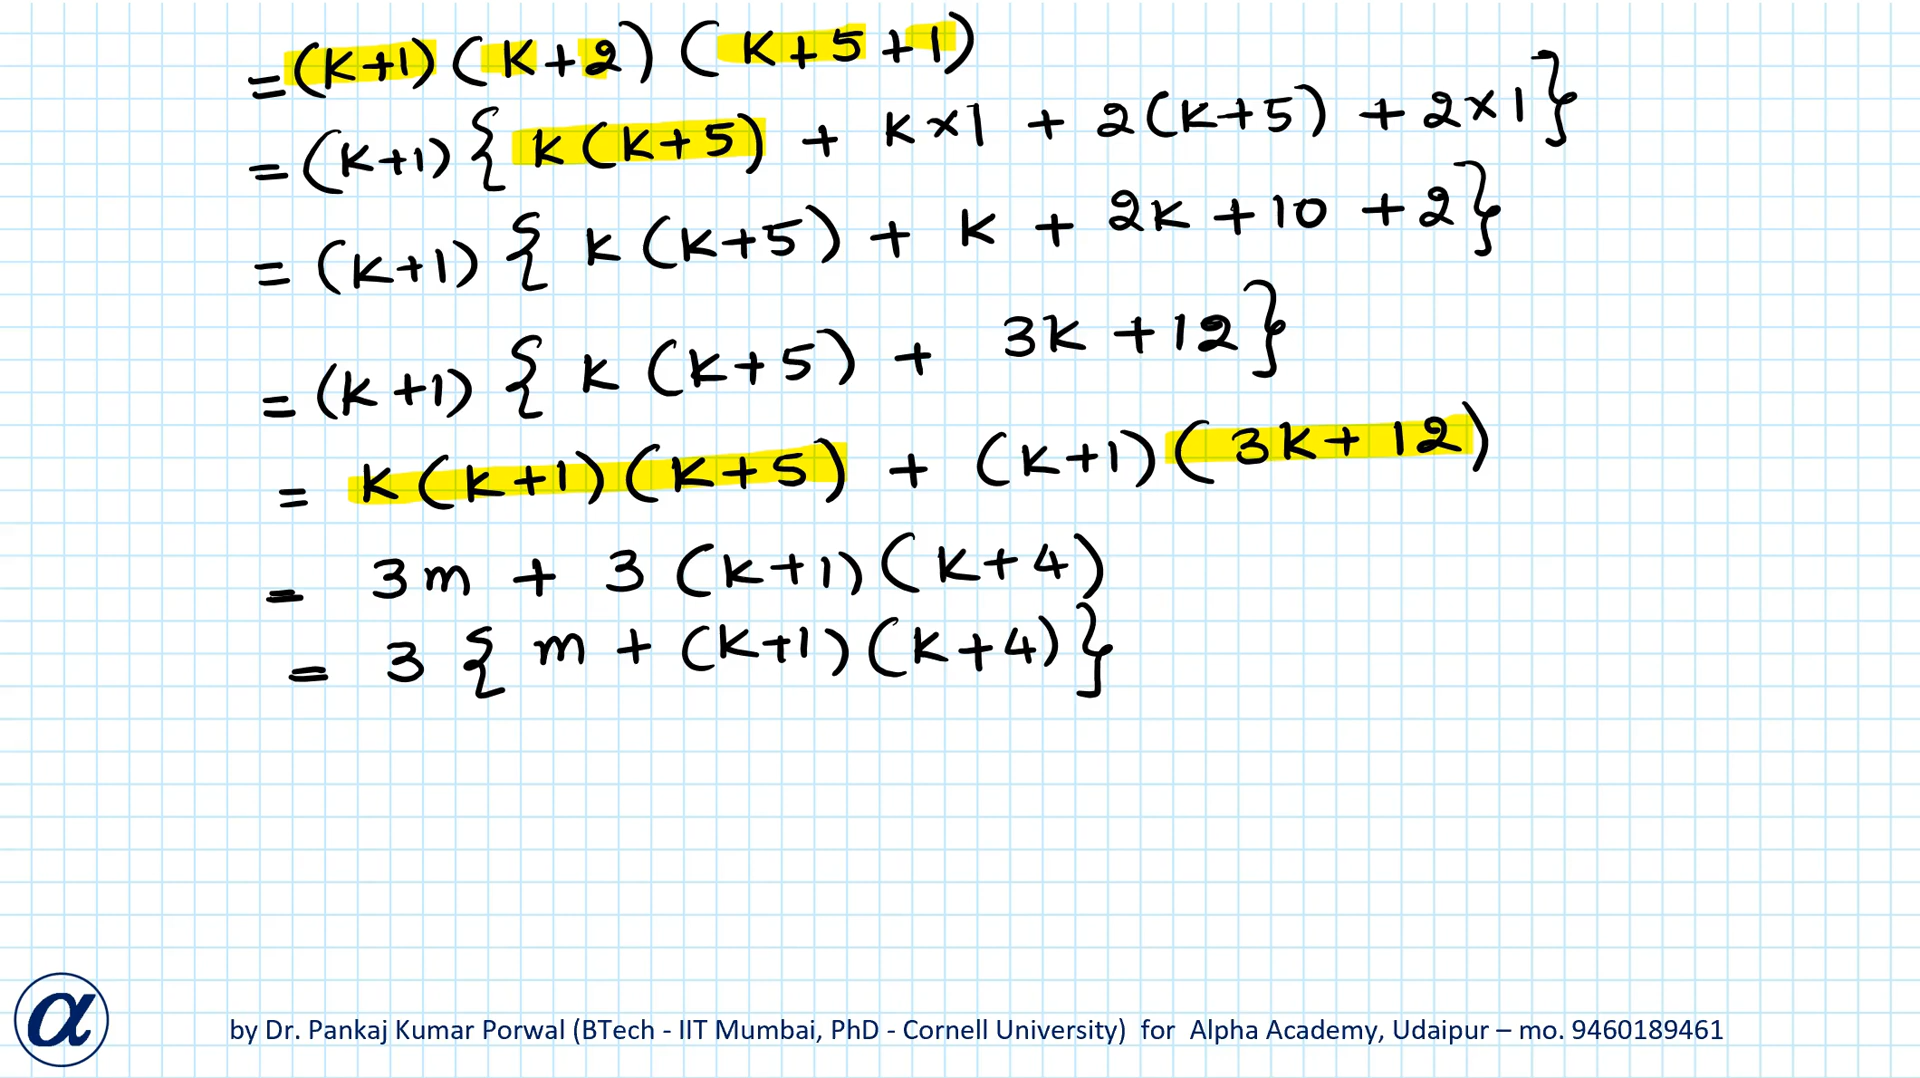 =(k+1)(k+2)(k+5+1)
=(k+1){k(k+5) + k×1 + 2(k+5) + 2×1}
=(k+1){k(k+5) + k + 2k+10+2}
=(k+1){k(k+5) + 3k+12}
= k(k+1)(k+5) + (k+1)(3k+12)
= 3m + 3(k+1)(k+4)
= 3{m+(k+1)(k+4)}
α by Dr. Pankaj Kumar Porwal (BTech - IIT Mumbai, PhD - Cornell University) for Alpha Academy, Udaipur – mo. 9460189461